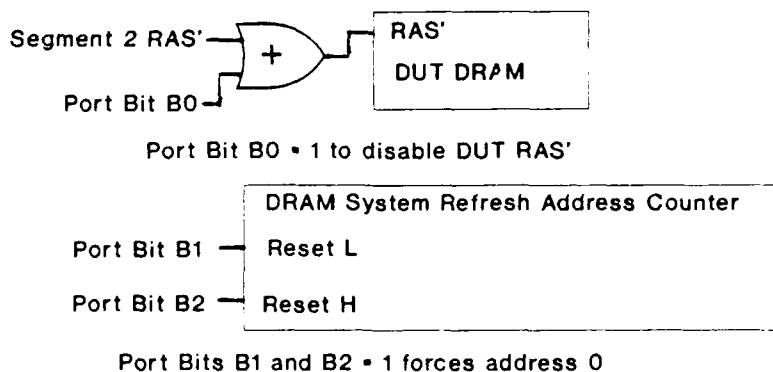 Segment 2 RAS'
+
RAS'
DUT DRAM
Port Bit B0
Port Bit B0 = 1 to disable DUT RAS'
DRAM System Refresh Address Counter
Port Bit B1
Reset L
Port Bit B2
Reset H
Port Bits B1 and B2 = 1 forces address 0